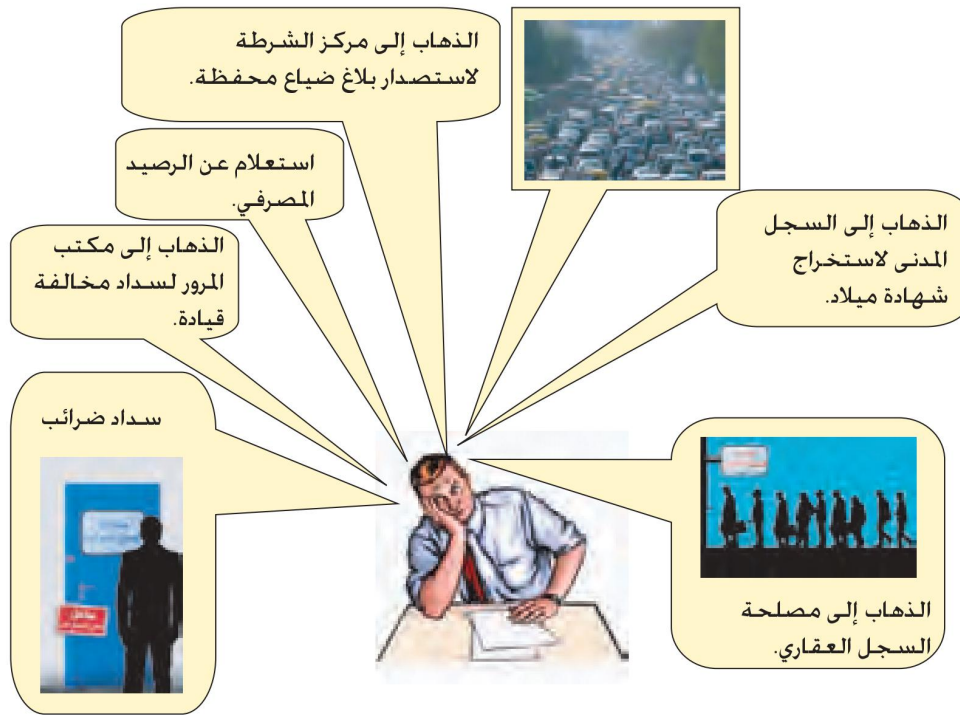 الذهاب إلى مركز الشرطة
لاستصدار بلاغ ضياع محفظة.
استعلام عن الرصيد
المصرفي.
الذهاب إلى السجل
المدنى لاستخراج
شهادة ميلاد.
الذهاب إلى مكتب
المرور لسداد مخالفة
قيادة.
سداد ضرائب
الذهاب إلى مصلحة
السجل العقاري.